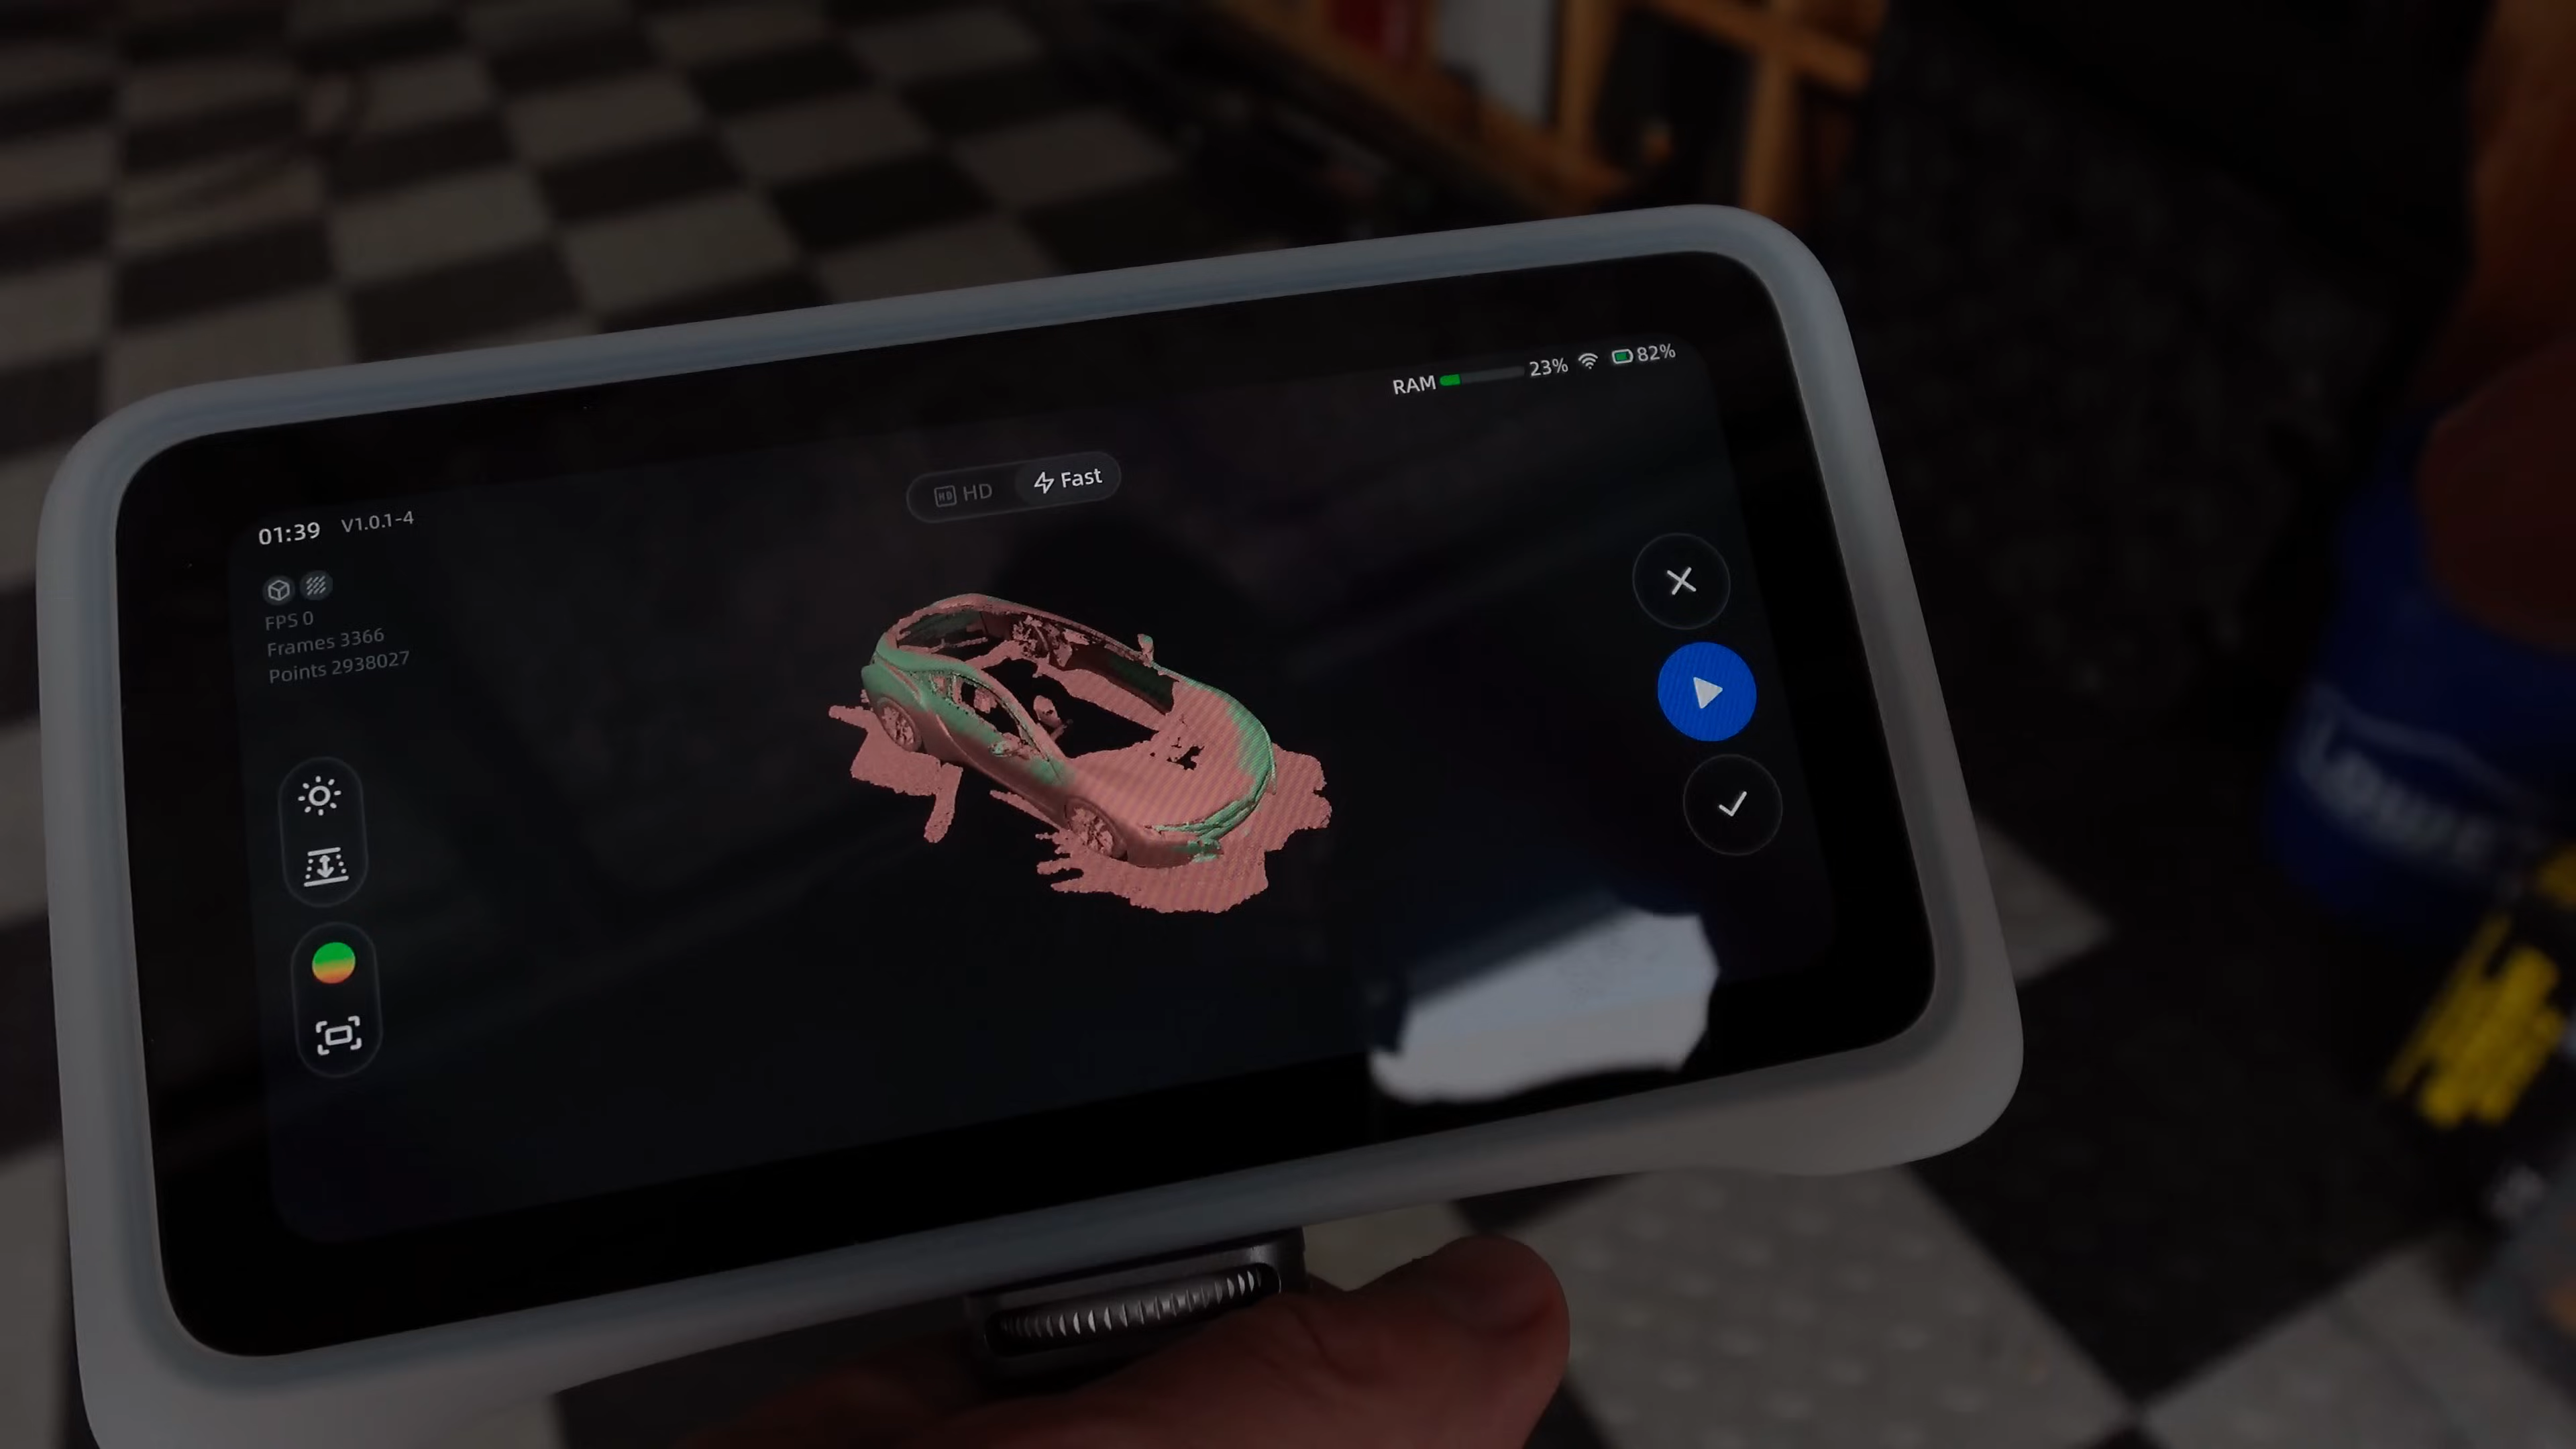 RAM 23% 82%
HD Fast
01:39 V1.0.1-4
FPS 0
Frames 3366
Points 2938027